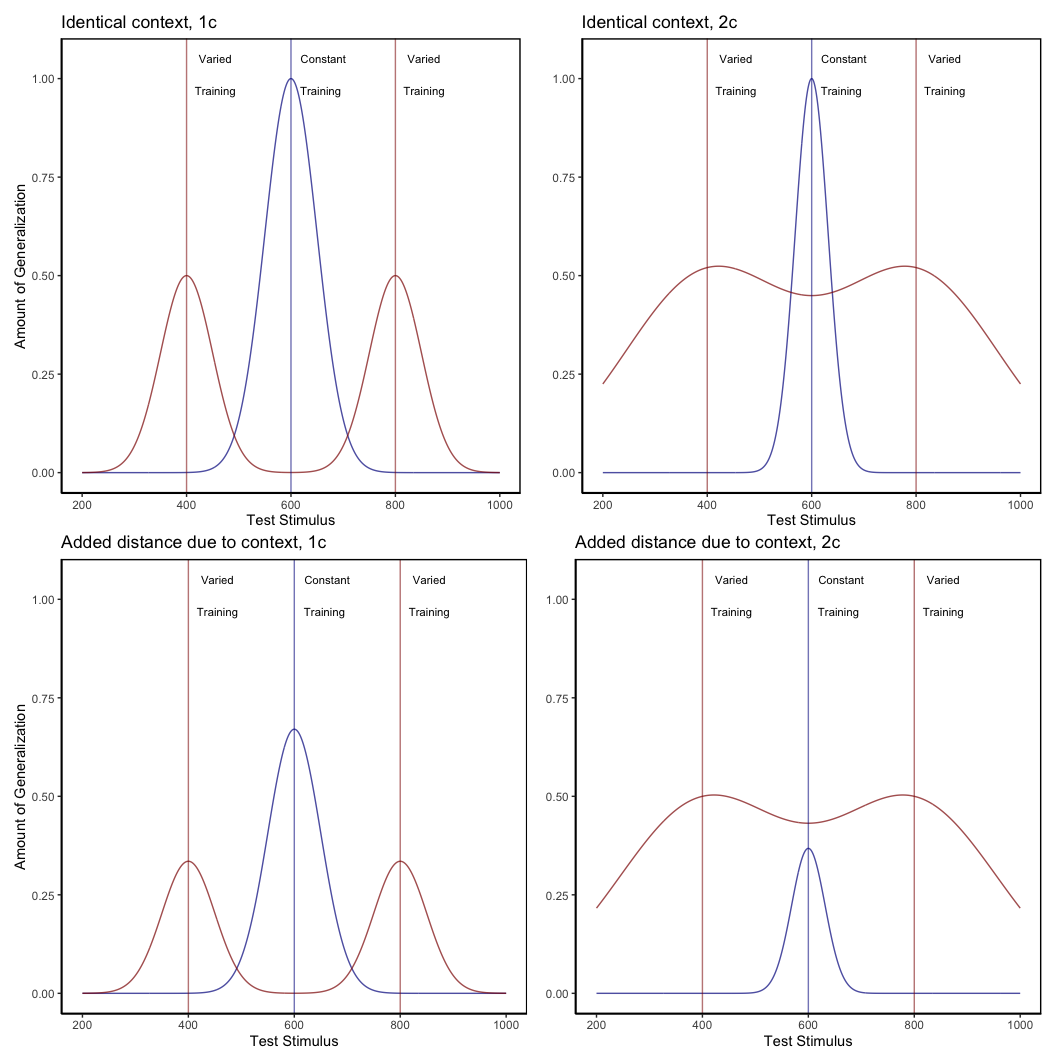 Identical context, 1c
Varied Constant Varied
Training Training Training
1.00
0.75
0.50
0.25
0.00
Amount of Generalization
200 400 600 800 1000
Test Stimulus
Identical context, 2c
Varied Constant Varied
Training Training Training
1.00
0.75
0.50
0.25
0.00
200 400 600 800 1000
Test Stimulus
Added distance due to context, 1c
Varied Constant Varied
Training Training Training
1.00
0.75
0.50
0.25
0.00
Amount of Generalization
200 400 600 800 1000
Test Stimulus
Added distance due to context, 2c
Varied Constant Varied
Training Training Training
1.00
0.75
0.50
0.25
0.00
200 400 600 800 1000
Test Stimulus